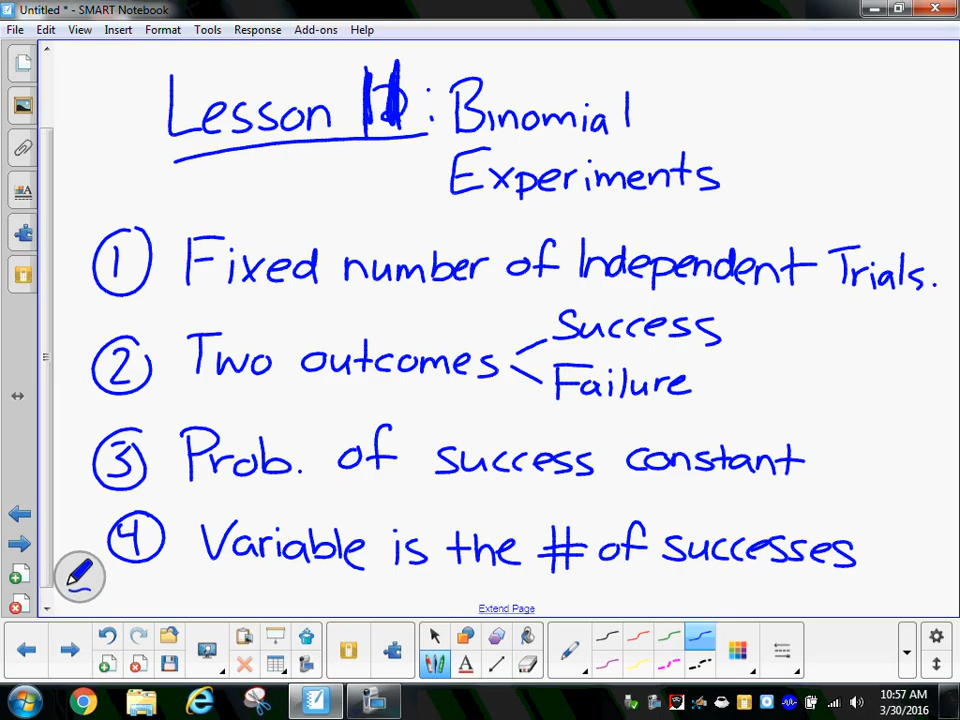 Untitled * - SMART Notebook
File Edit View Insert Format Tools Response Add-ons Help
Lesson 11: Binomial
Experiments
1 Fixed number of Independent Trials.
2 Two outcomes
Success
Failure
3 Prob. of success constant
4 Variable is the # of successes
Extend Page
10:57 AM
3/30/2016